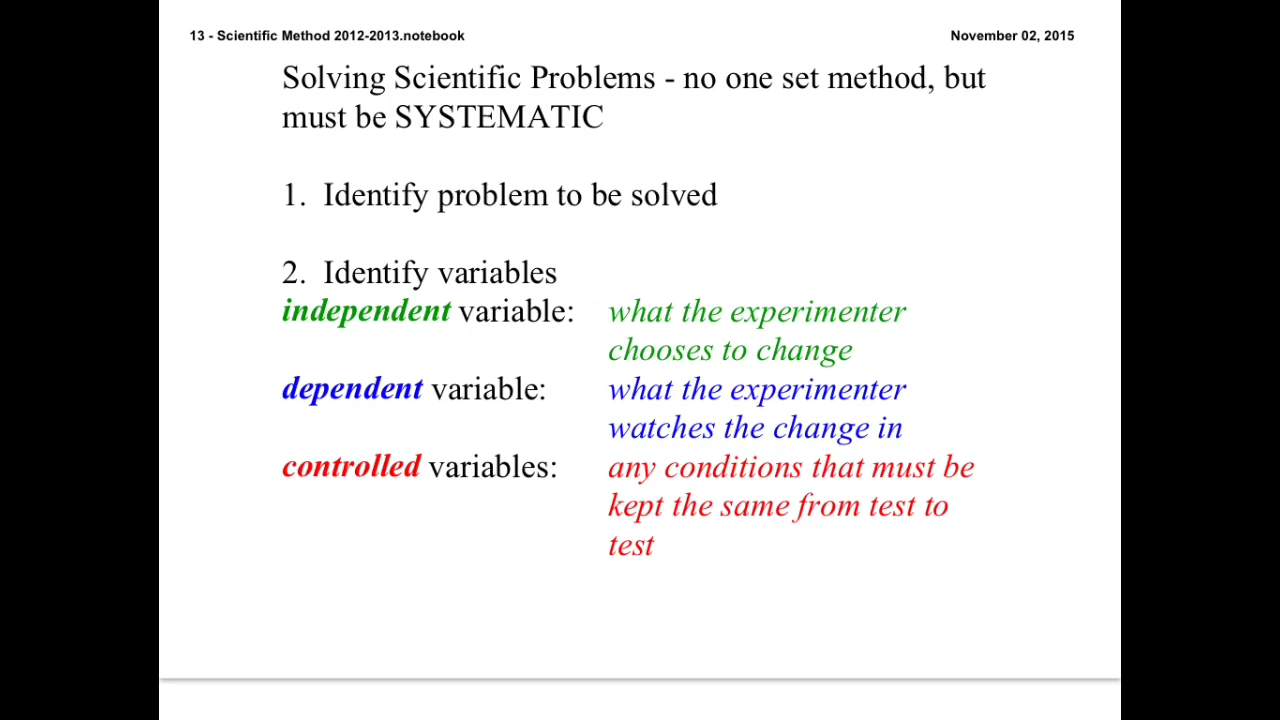 13 - Scientific Method 2012-2013.notebook November 02, 2015
Solving Scientific Problems - no one set method, but
must be SYSTEMATIC
1. Identify problem to be solved
2. Identify variables
independent variable: what the experimenter
chooses to change
dependent variable: what the experimenter
watches the change in
controlled variables: any conditions that must be
kept the same from test to
test